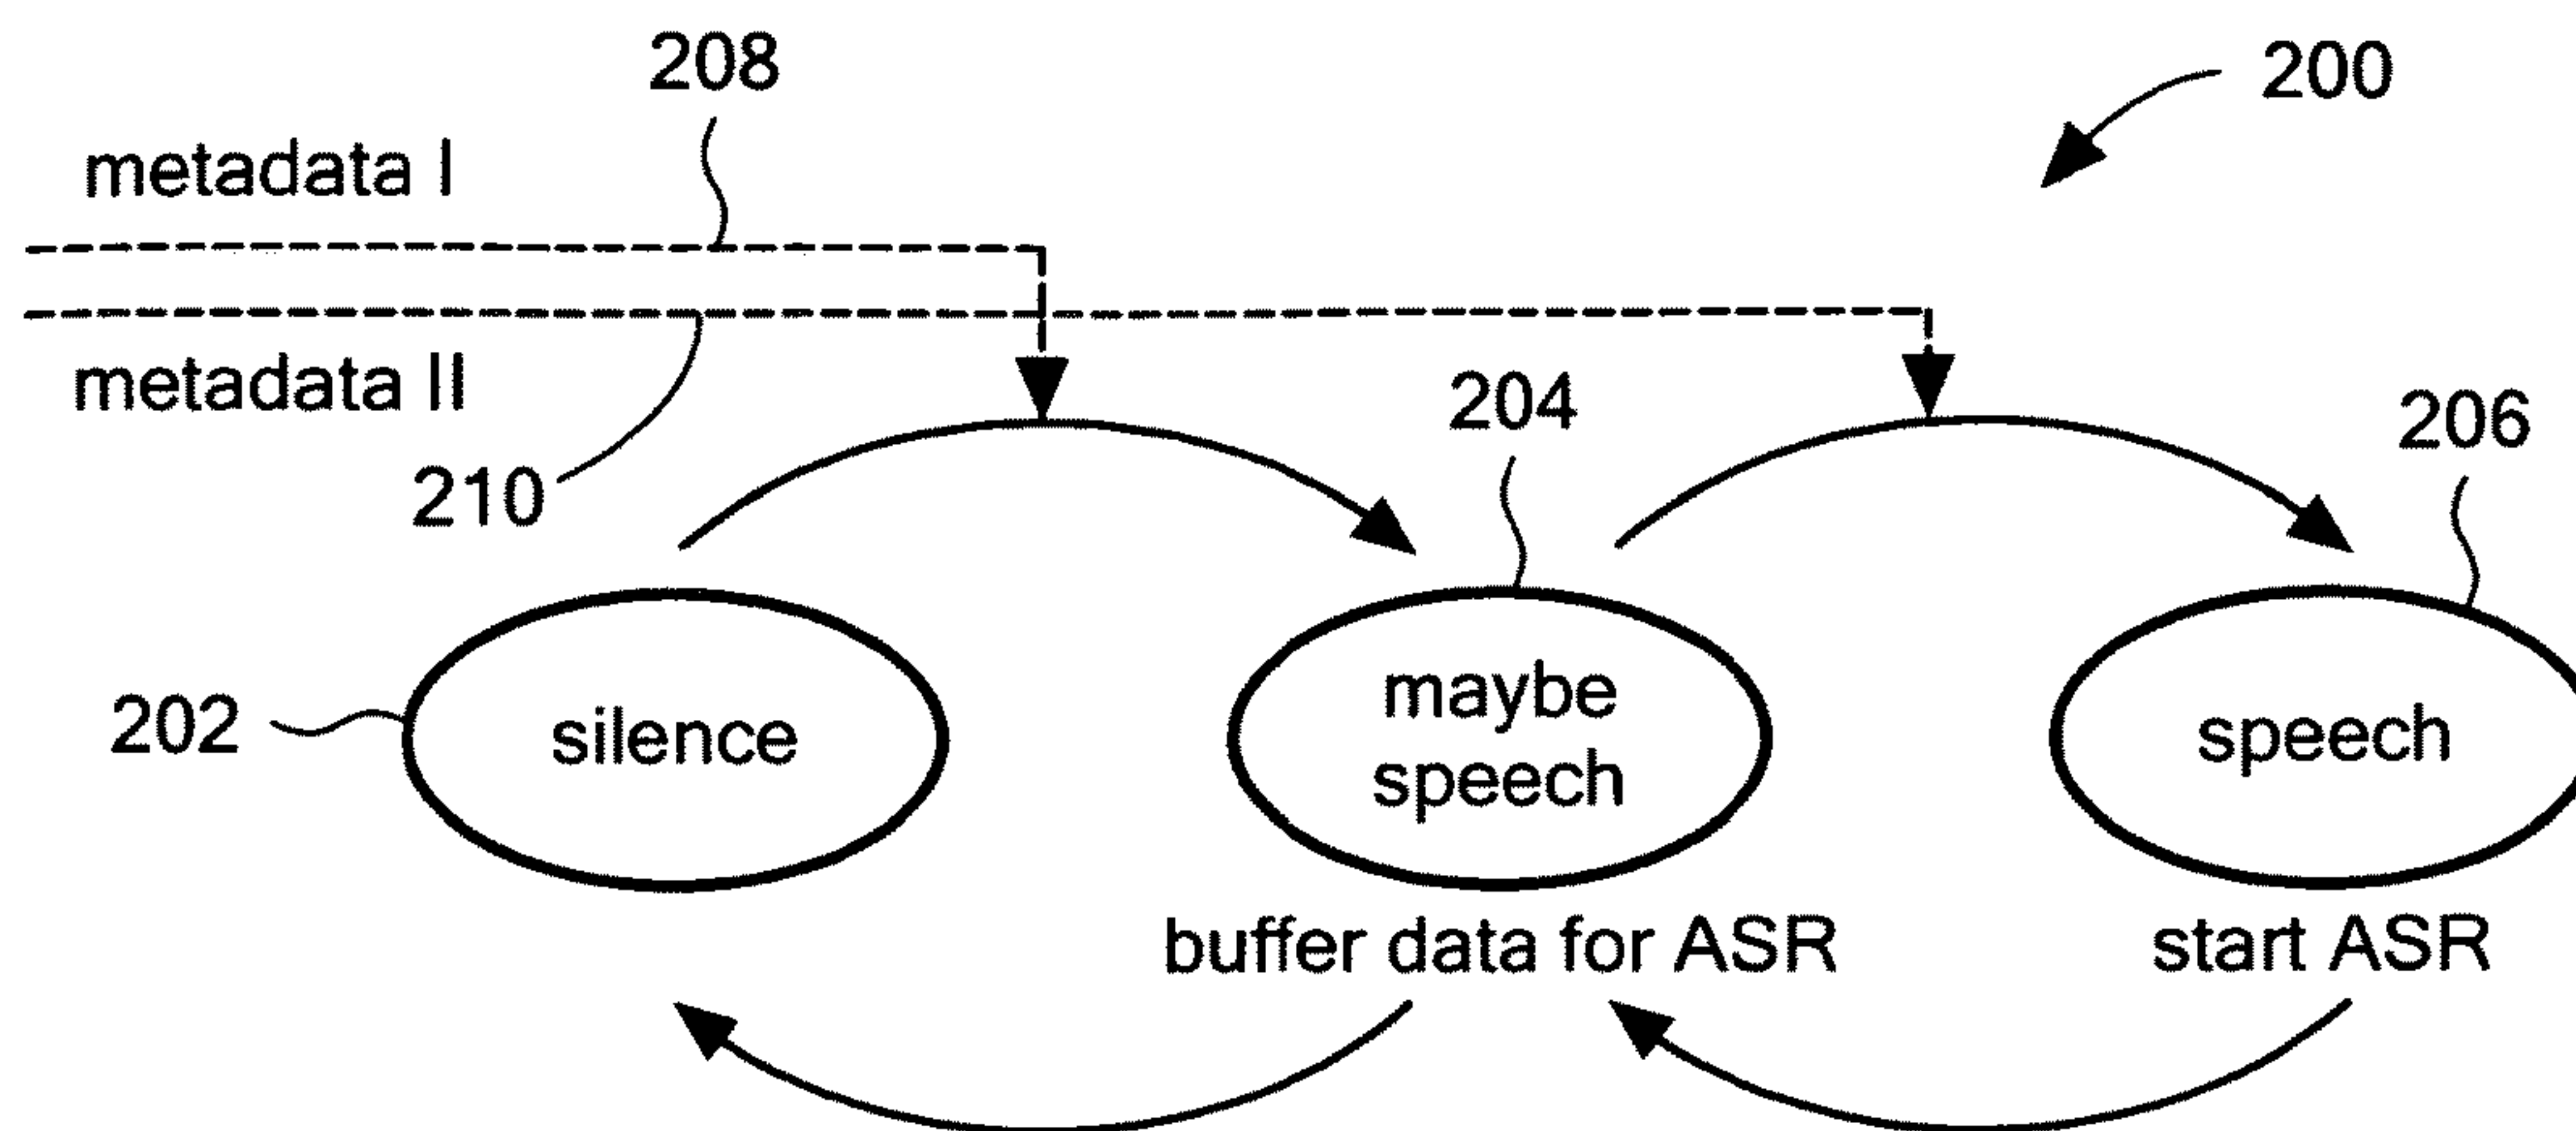 208
200
metadata I
metadata II
204
206
210
202
silence
maybe
speech
speech
buffer data for ASR
start ASR